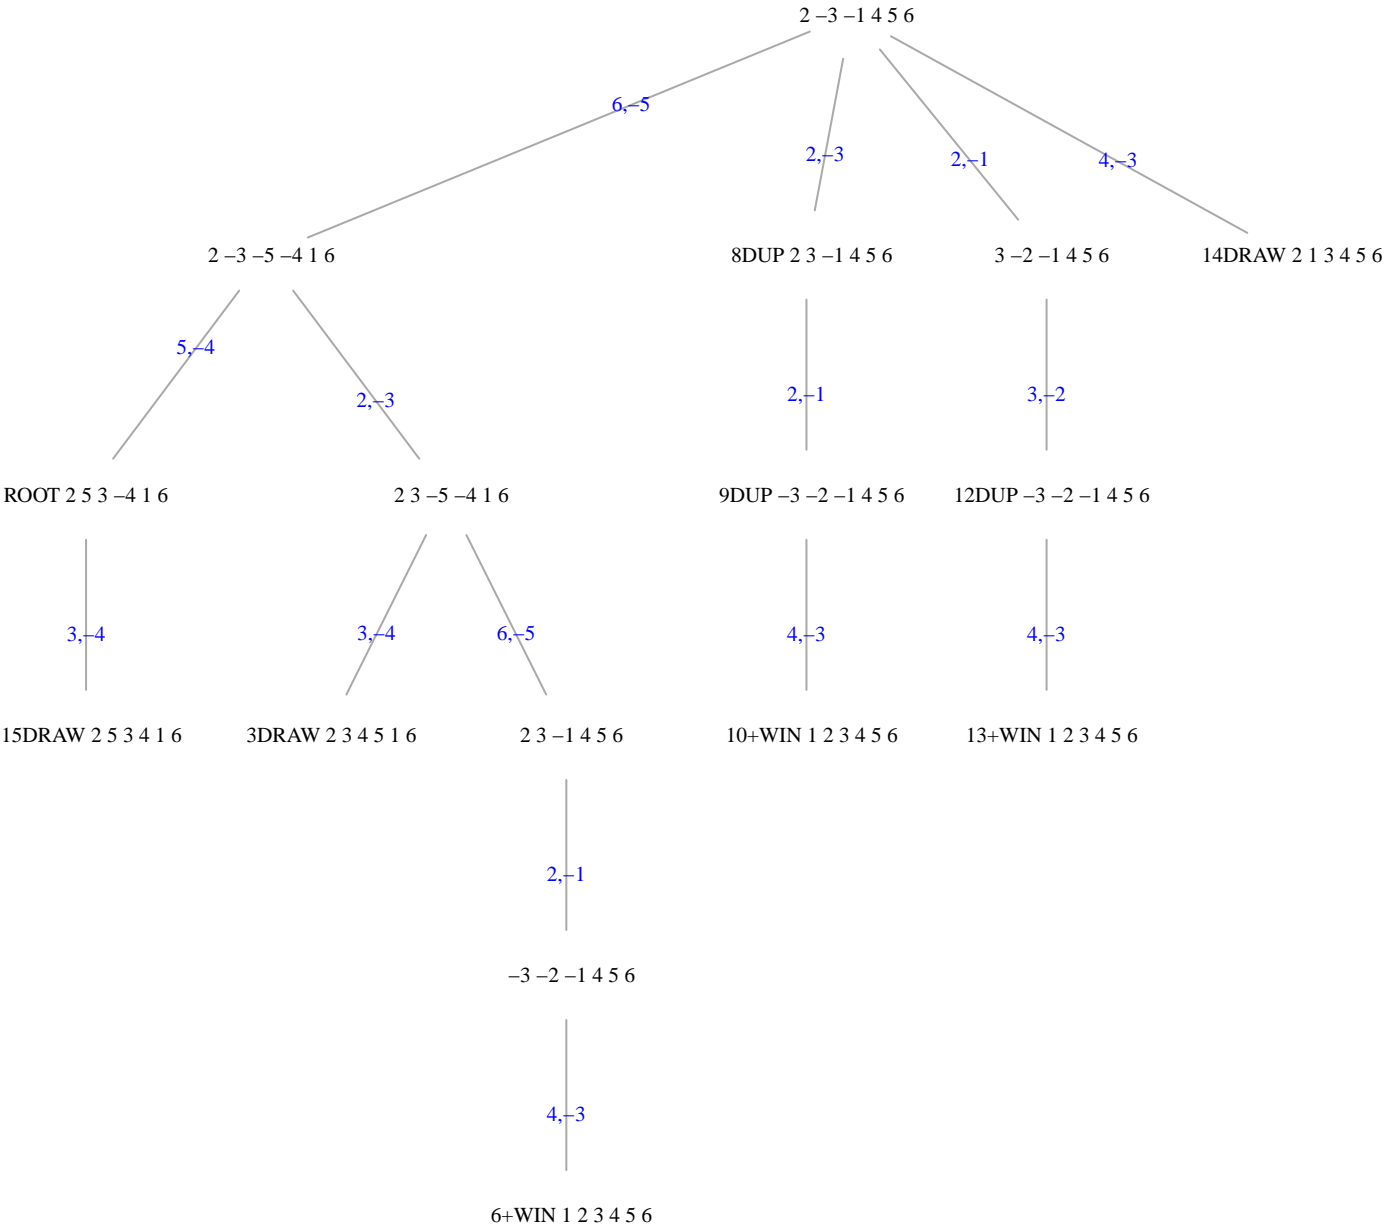 2 –3 –1 4 5 6
6,–5
2,–3
2,–1
4,–3
2 –3 –5 –4 1 6
8DUP 2 3 –1 4 5 6
3 –2 –1 4 5 6
14DRAW 2 1 3 4 5 6
5,–4
2,–3
2,–1
3,–2
ROOT 2 5 3 –4 1 6
2 3 –5 –4 1 6
9DUP –3 –2 –1 4 5 6
12DUP –3 –2 –1 4 5 6
3,–4
3,–4
6,–5
4,–3
4,–3
15DRAW 2 5 3 4 1 6
3DRAW 2 3 4 5 1 6
2 3 –1 4 5 6
10+WIN 1 2 3 4 5 6
13+WIN 1 2 3 4 5 6
2,–1
–3 –2 –1 4 5 6
4,–3
6+WIN 1 2 3 4 5 6